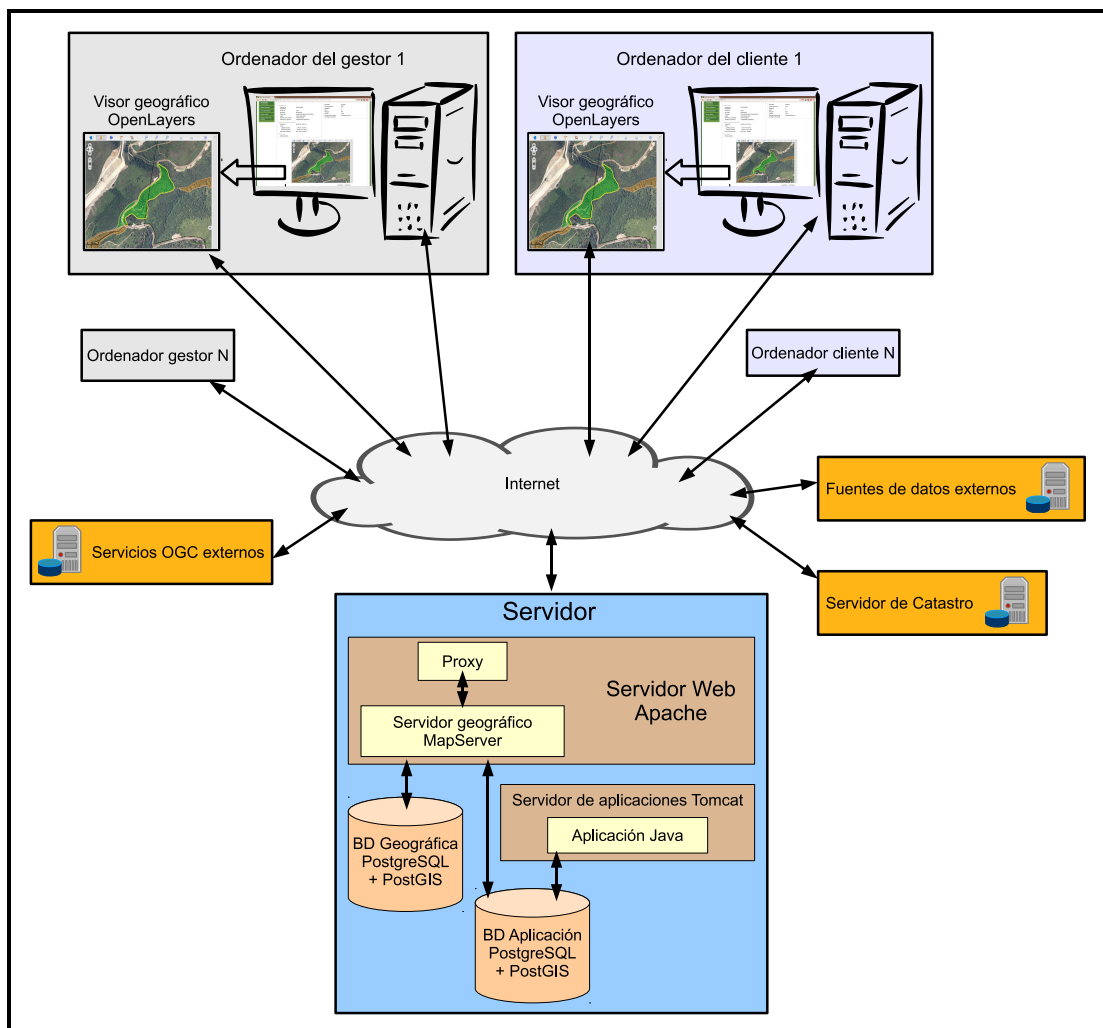 Ordenador del gestor 1
Visor geográfico
OpenLayers
Ordenador del cliente 1
Visor geográfico
OpenLayers
Ordenador gestor N
Ordenador cliente N
Internet
Fuentes de datos externos
Servicios OGC externos
Servidor de Catastro
Servidor
Proxy
Servidor Web
Apache
Servidor geográfico
MapServer
Servidor de aplicaciones Tomcat
Aplicación Java
BD Geográfica
PostgreSQL
+ PostGIS
BD Aplicación
PostgreSQL
+ PostGIS